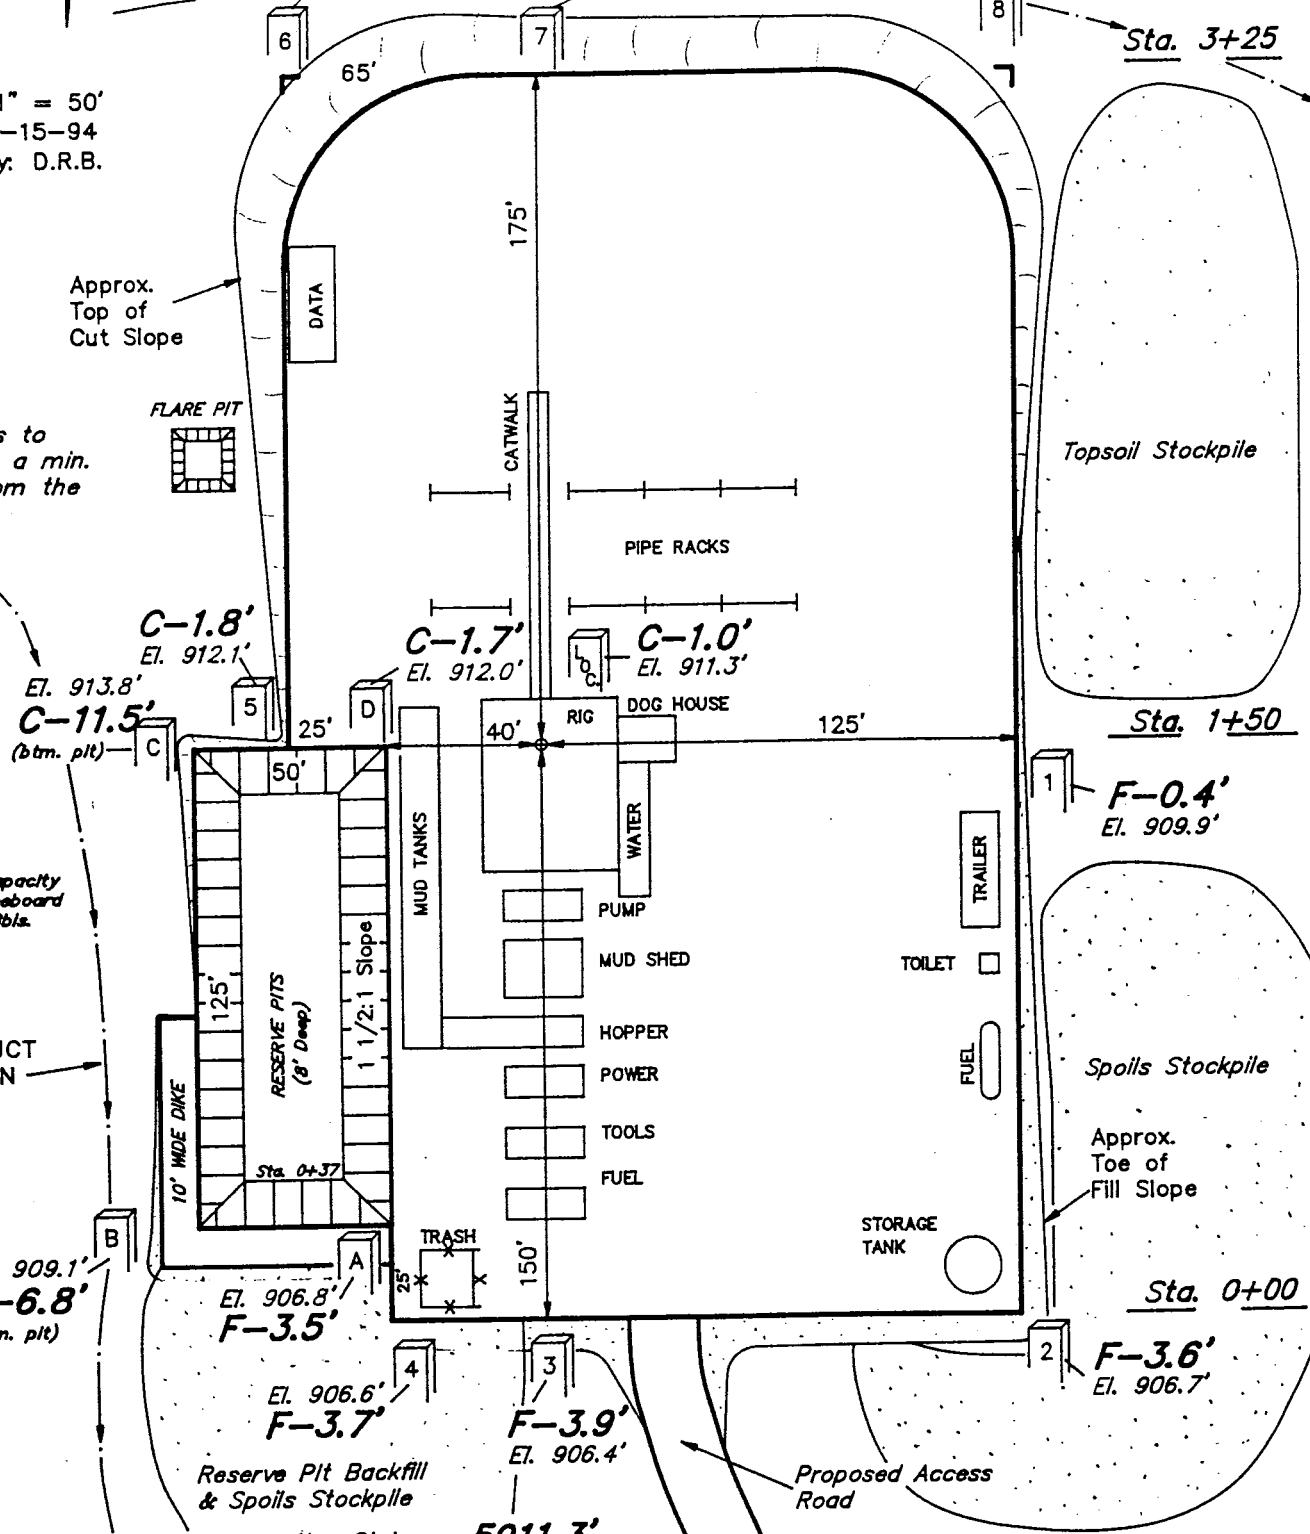 6
7
8
Sta. 3+25
65'
1" = 50'
-15-94
y: D.R.B.
175'
Approx.
Top of
Cut Slope
DATA
FLARE PIT
s to
a min.
om the
CATWALK
Topsoil Stockpile
PIPE RACKS
C-1.8'
El. 912.1'
C-1.7'
El. 912.0'
LOC.
C-1.0'
El. 911.3'
El. 913.8'
C-11.5'
(btm. pit)
C
5
D
25'
RIG
DOG HOUSE
40'
125'
Sta. 1+50
50'
1
F-0.4'
El. 909.9'
MUD TANKS
WATER
TRAILER
pacity
eboard
bls.
PUMP
MUD SHED
TOILET
125'
RESERVE PITS
(8' Deep)
1 1/2:1 Slope
HOPPER
UCT
N
POWER
FUEL
Spoils Stockpile
10' WIDE DIKE
TOOLS
Approx.
Toe of
Fill Slope
Sta. 0+37
FUEL
B
A
TRASH
25'
150'
STORAGE
TANK
909.1'
-6.8'
m. pit)
El. 906.8'
F-3.5'
Sta. 0+00
4
3
2
F-3.6'
El. 906.7'
El. 906.6'
F-3.7'
F-3.9'
El. 906.4'
Reserve Pit Backfill
& Spoils Stockpile
Proposed Access
Road
5911.3'